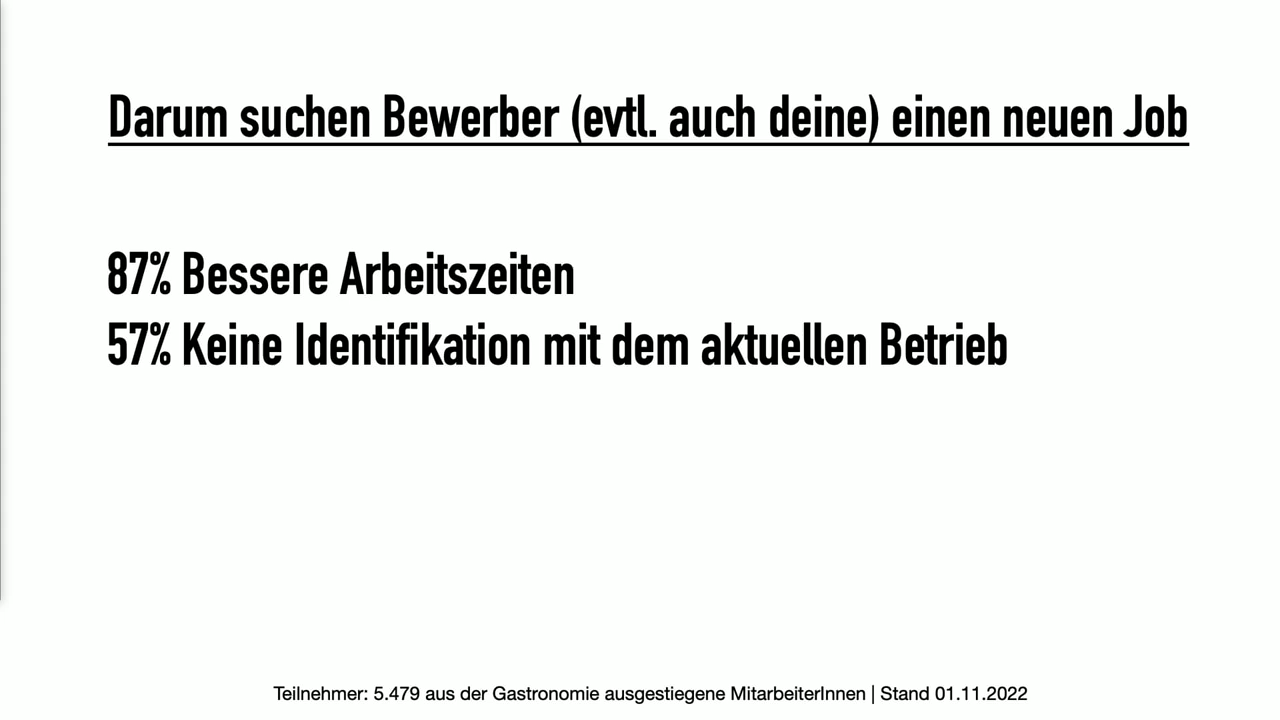 Darum suchen Bewerber (evtl. auch deine) einen neuen Job
87% Bessere Arbeitszeiten
57% Keine Identifikation mit dem aktuellen Betrieb
Teilnehmer: 5.479 aus der Gastronomie ausgestiegene MitarbeiterInnen | Stand 01.11.2022